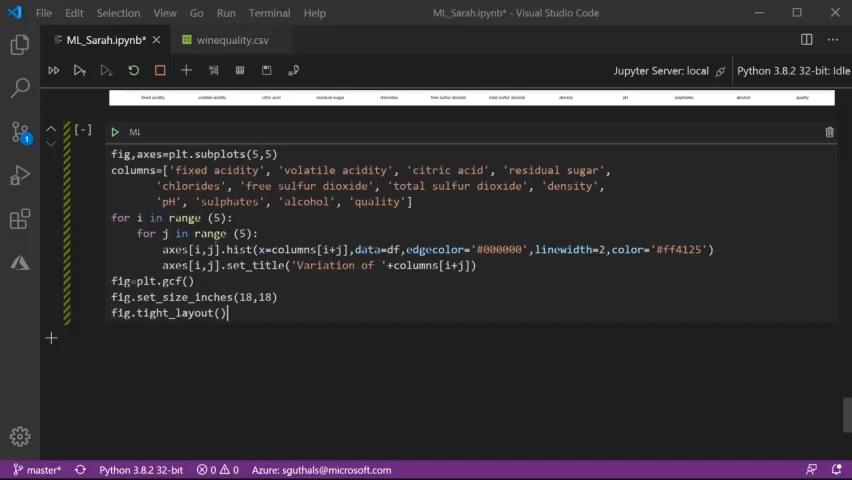 File Edit Selection View Go Run Terminal Help ML_Sarah.ipynb* - Visual Studio Code
ML_Sarah.ipynb* winequality.csv
Jupyter Server: local Python 3.8.2 32-bit: Idle
fixed acidity volatile acidity citric acid residual sugar chlorides free sulfur dioxide total sulfur dioxide density pH sulphates alcohol quality
[-] M↓
fig,axes=plt.subplots(5,5)
columns=['fixed acidity', 'volatile acidity', 'citric acid', 'residual sugar',
'chlorides', 'free sulfur dioxide', 'total sulfur dioxide', 'density',
'pH', 'sulphates', 'alcohol', 'quality']
for i in range (5):
for j in range (5):
axes[i,j].hist(x=columns[i+j],data=df,edgecolor='#000000',linewidth=2,color='#ff4125')
axes[i,j].set_title('Variation of '+columns[i+j])
fig=plt.gcf()
fig.set_size_inches(18,18)
fig.tight_layout()
1
master* Python 3.8.2 32-bit 0 0 Azure: sguthals@microsoft.com